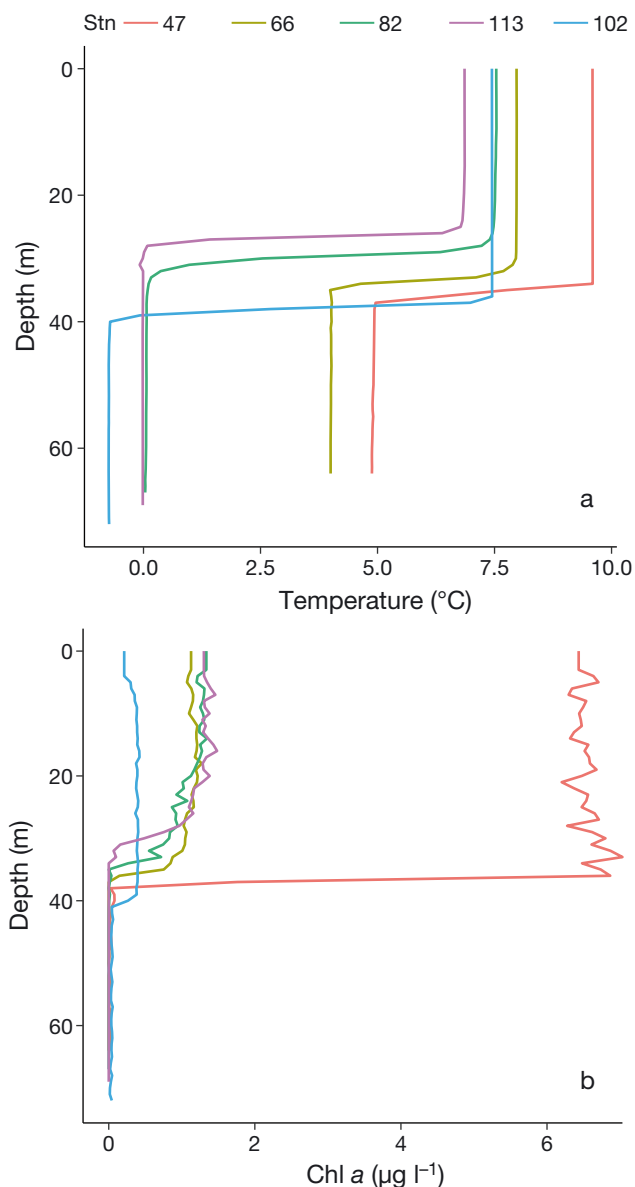 Stn 47 66 82 113 102
0
20
40
60
Depth (m)
a
0.0 2.5 5.0 7.5 10.0
Temperature (°C)
0
20
40
60
Depth (m)
b
0 2 4 6
Chl a (µg l–1)